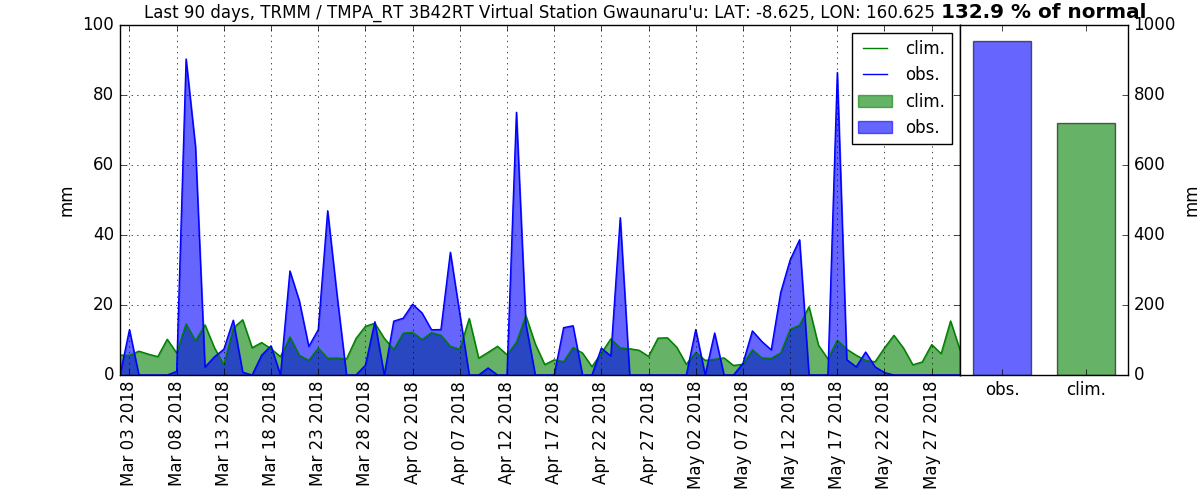 Last 90 days, TRMM / TMPA_RT 3B42RT Virtual Station Gwaunaru'u: LAT: -8.625, LON: 160.625 132.9 % of normal
100
80
60
40
20
0
mm
clim.
obs.
clim.
obs.
1000
800
600
400
200
0
mm
Mar 03 2018
Mar 08 2018
Mar 13 2018
Mar 18 2018
Mar 23 2018
Mar 28 2018
Apr 02 2018
Apr 07 2018
Apr 12 2018
Apr 17 2018
Apr 22 2018
Apr 27 2018
May 02 2018
May 07 2018
May 12 2018
May 17 2018
May 22 2018
May 27 2018
obs.
clim.